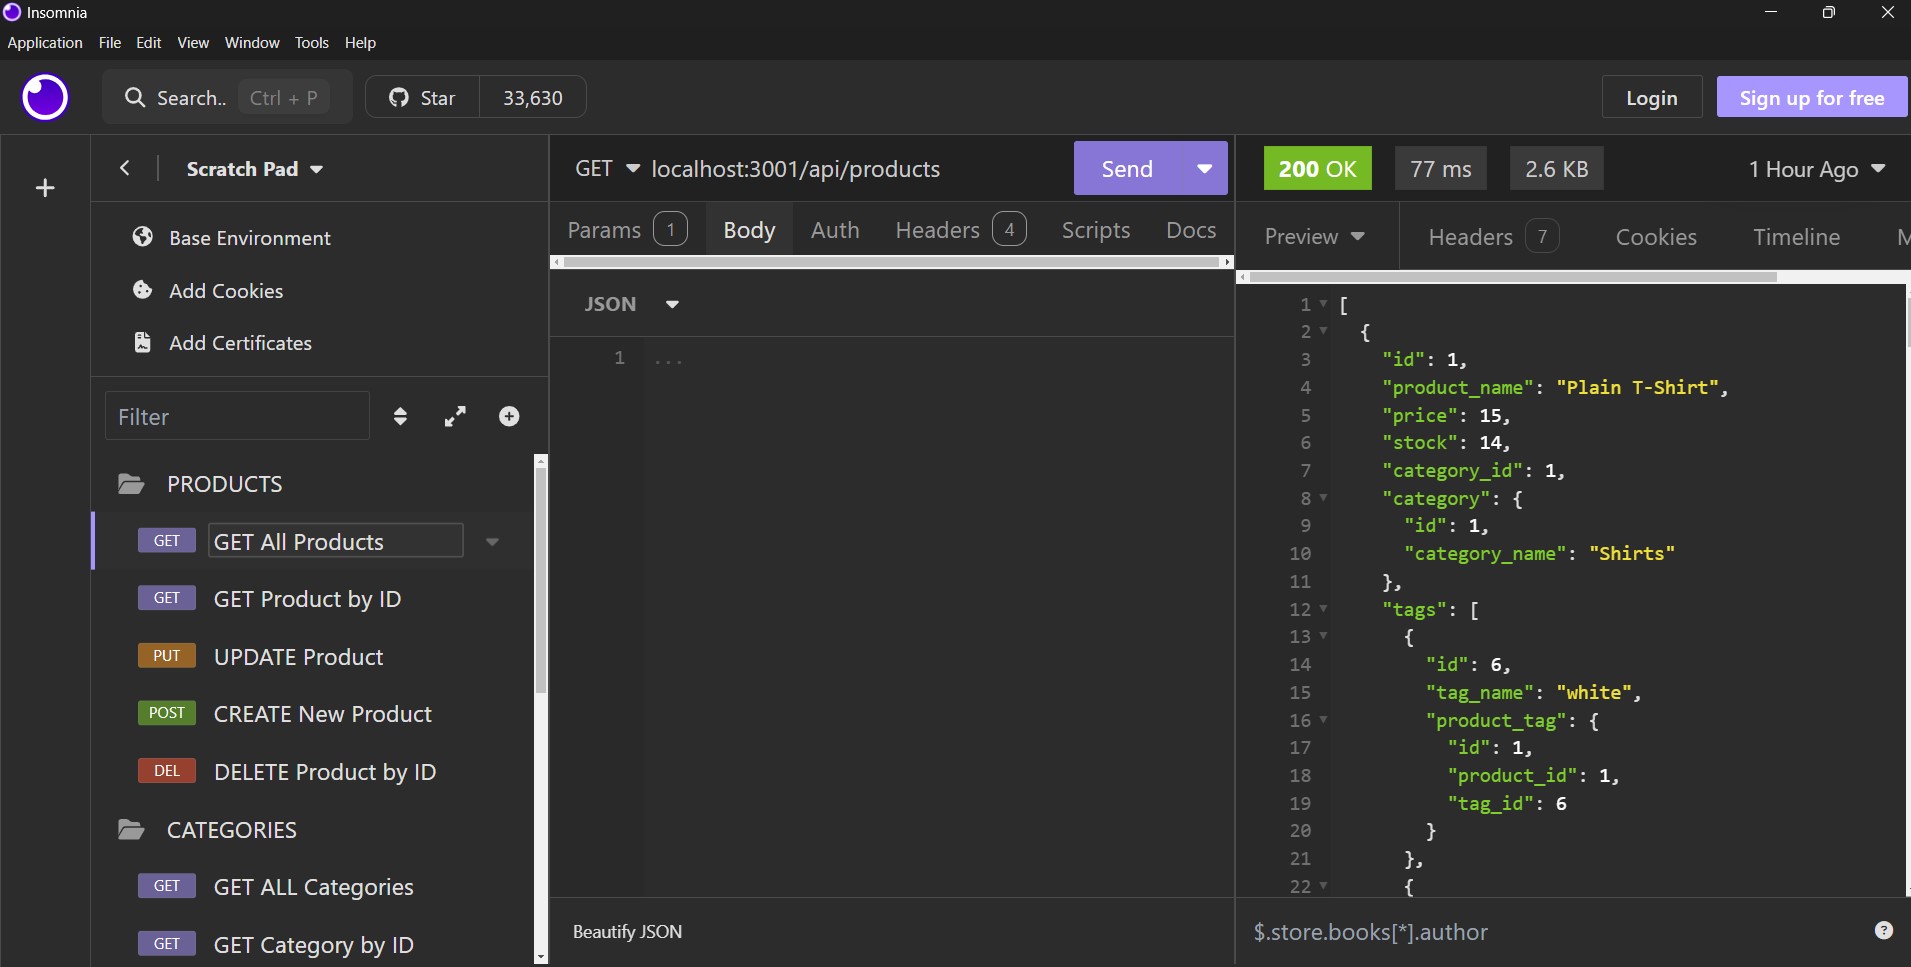 Insomnia
Application File Edit View Window Tools Help
Search.. Ctrl + P Star 33,630 Login Sign up for free
Scratch Pad
Base Environment
Add Cookies
Add Certificates
Filter
PRODUCTS
GET GET All Products
GET GET Product by ID
PUT UPDATE Product
POST CREATE New Product
DEL DELETE Product by ID
CATEGORIES
GET GET ALL Categories
GET GET Category by ID
GET localhost:3001/api/products Send
Params 1 Body Auth Headers 4 Scripts Docs
JSON
1 ...
Beautify JSON
200 OK 77 ms 2.6 KB 1 Hour Ago
Preview Headers 7 Cookies Timeline M
1 [
2 {
3 "id": 1,
4 "product_name": "Plain T-Shirt",
5 "price": 15,
6 "stock": 14,
7 "category_id": 1,
8 "category": {
9 "id": 1,
10 "category_name": "Shirts"
11 },
12 "tags": [
13 {
14 "id": 6,
15 "tag_name": "white",
16 "product_tag": {
17 "id": 1,
18 "product_id": 1,
19 "tag_id": 6
20 }
21 },
22 {
$.store.books[*].author ?